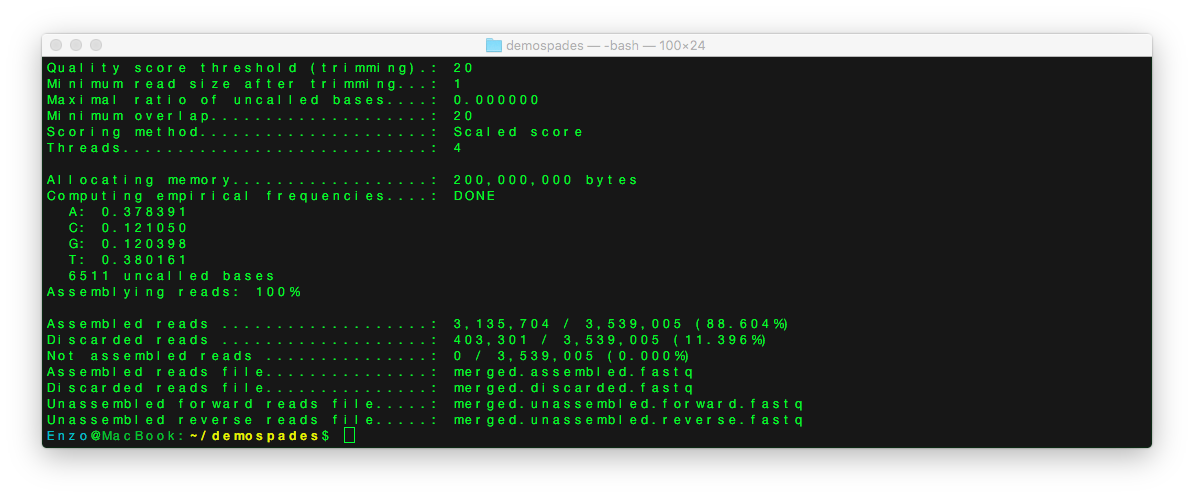 demospades — -bash — 100×24
Quality score threshold (trimming).: 20
Minimum read size after trimming...: 1
Maximal ratio of uncalled bases....: 0.000000
Minimum overlap....................: 20
Scoring method.....................: Scaled score
Threads............................: 4
Allocating memory..................: 200,000,000 bytes
Computing empirical frequencies....: DONE
A: 0.378391
C: 0.121050
G: 0.120398
T: 0.380161
6511 uncalled bases
Assemblying reads: 100%
Assembled reads ...................: 3,135,704 / 3,539,005 (88.604%)
Discarded reads ...................: 403,301 / 3,539,005 (11.396%)
Not assembled reads ...............: 0 / 3,539,005 (0.000%)
Assembled reads file...............: merged.assembled.fastq
Discarded reads file...............: merged.discarded.fastq
Unassembled forward reads file.....: merged.unassembled.forward.fastq
Unassembled reverse reads file.....: merged.unassembled.reverse.fastq
Enzo@MacBook:~/demospades$